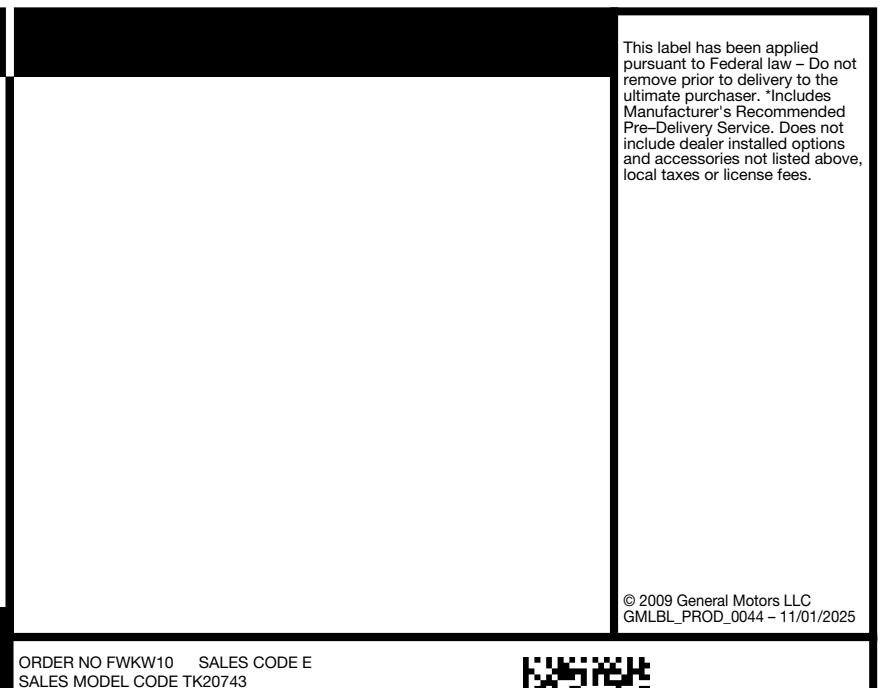 This label has been applied
pursuant to Federal law – Do not
remove prior to delivery to the
ultimate purchaser. *Includes
Manufacturer's Recommended
Pre–Delivery Service. Does not
include dealer installed options
and accessories not listed above,
local taxes or license fees.
© 2009 General Motors LLC
GMLBL_PROD_0044 – 11/01/2025
ORDER NO FWKW10 SALES CODE E
SALES MODEL CODE TK20743